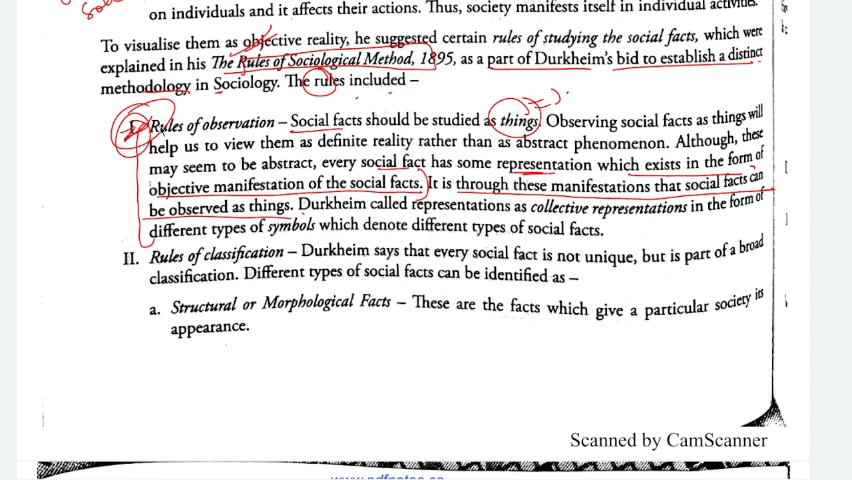 on individuals and it affects their actions. Thus, society manifests itself in individual activities.
To visualise them as objective reality, he suggested certain rules of studying the social facts, which were
explained in his The Rules of Sociological Method, 1895, as a part of Durkheim's bid to establish a distinct
methodology in Sociology. The rules included –
I. Rules of observation – Social facts should be studied as things. Observing social facts as things will
help us to view them as definite reality rather than as abstract phenomenon. Although, these
may seem to be abstract, every social fact has some representation which exists in the form of
objective manifestation of the social facts. It is through these manifestations that social facts can
be observed as things. Durkheim called representations as collective representations in the form of
different types of symbols which denote different types of social facts.
II. Rules of classification – Durkheim says that every social fact is not unique, but is part of a broad
classification. Different types of social facts can be identified as –
a. Structural or Morphological Facts – These are the facts which give a particular society its
appearance.
Scanned by CamScanner